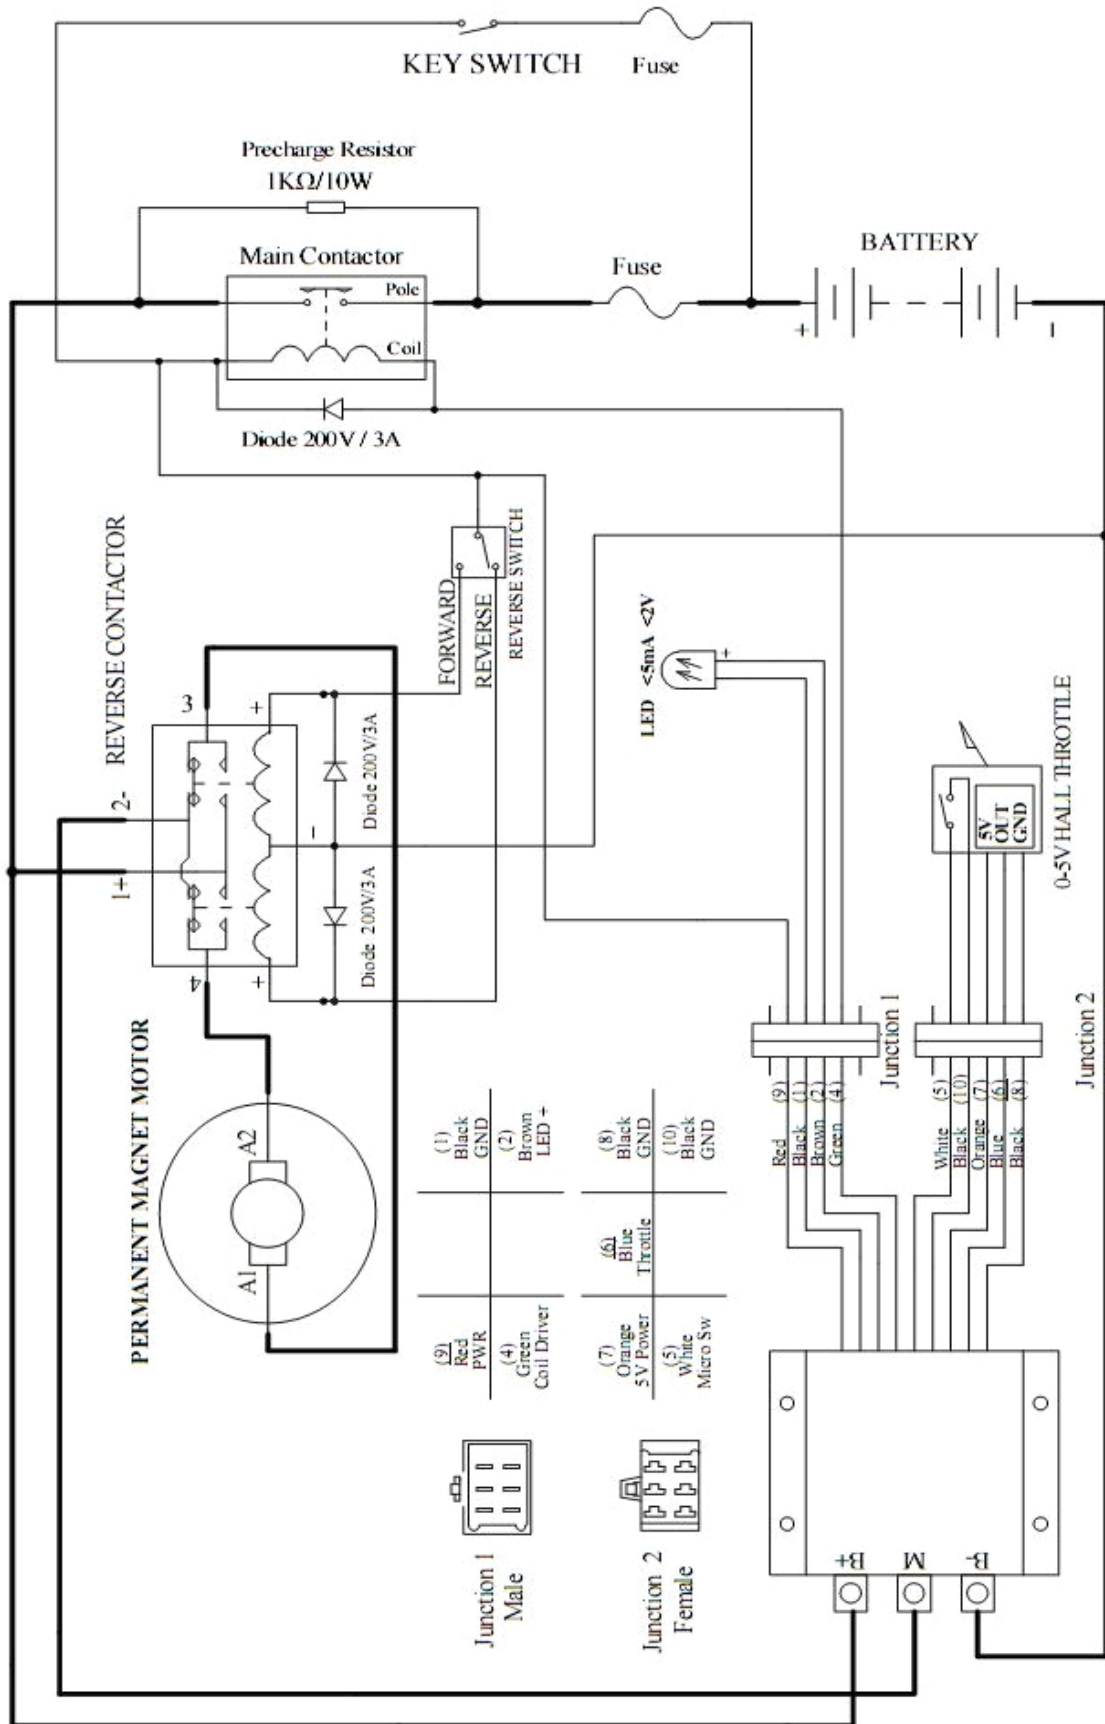 KEY SWITCH
Fuse
Precharge Resistor
1KΩ/10W
Main Contactor
Pole
Coil
Fuse
BATTERY
+
-
Diode 200V / 3A
REVERSE CONTACTOR
2-
1+
3
4
+
-
+
Diode 200V/3A
Diode 200V/3A
FORWARD
REVERSE
REVERSE SWITCH
LED <5mA <2V
+
5V
OUT
GND
0-5V HALL THROTILE
PERMANENT MAGNET MOTOR
A2
A1
Junction 1
Junction 2
Red (9)
Black (1)
Brown (2)
Green (4)
White (5)
Black (10)
Orange (7)
Blue (6)
Black (8)
(9)
Red
PWR
(1)
Black
GND
(4)
Green
Coil Driver
(2)
Brown
LED +
(7)
Orange
5V Power
(6)
Blue
Throttle
(8)
Black
GND
(5)
White
Micro Sw
(10)
Black
GND
Junction 1
Male
Junction 2
Female
B+
M
B-